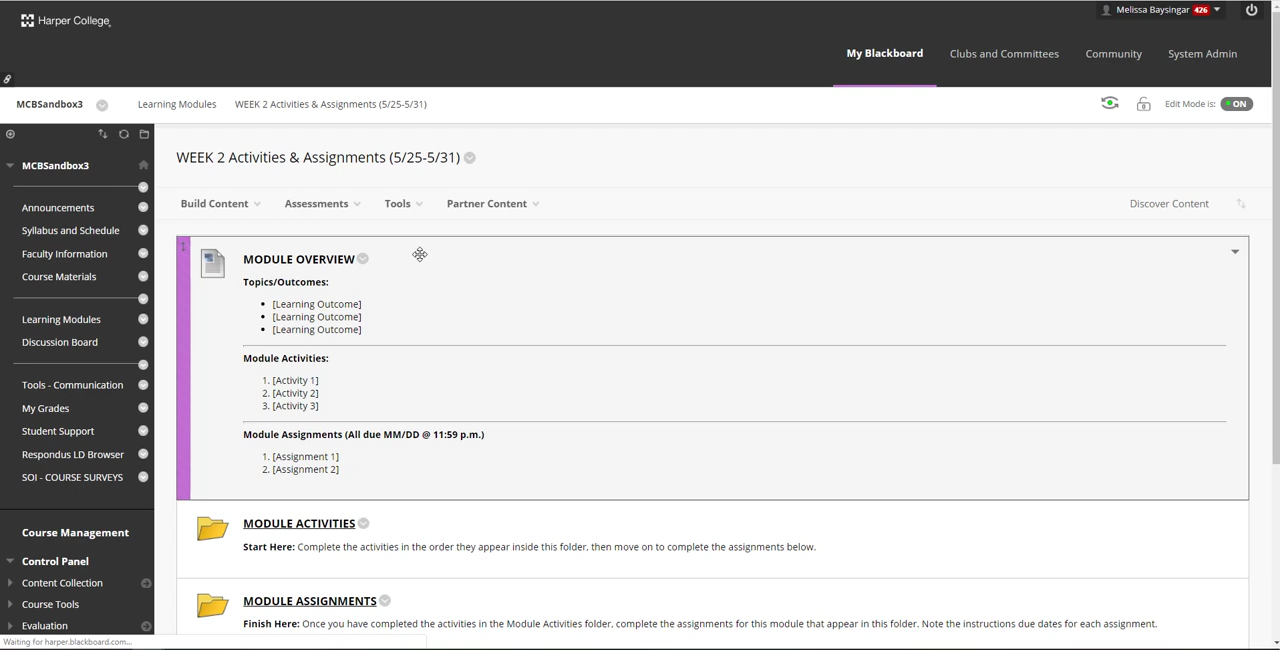 Harper College
Melissa Baysingar 426
My Blackboard Clubs and Committees Community System Admin
MCBSandbox3 Learning Modules WEEK 2 Activities & Assignments (5/25-5/31) Edit Mode is: ON
MCBSandbox3
Announcements
Syllabus and Schedule
Faculty Information
Course Materials
Learning Modules
Discussion Board
Tools - Communication
My Grades
Student Support
Respondus LD Browser
SOI - COURSE SURVEYS
Course Management
Control Panel
Content Collection
Course Tools
Evaluation
Waiting for harper.blackboard.com...
WEEK 2 Activities & Assignments (5/25-5/31)
Build Content Assessments Tools Partner Content Discover Content
MODULE OVERVIEW
Topics/Outcomes:
• [Learning Outcome]
• [Learning Outcome]
• [Learning Outcome]
Module Activities:
1. [Activity 1]
2. [Activity 2]
3. [Activity 3]
Module Assignments (All due MM/DD @ 11:59 p.m.)
1. [Assignment 1]
2. [Assignment 2]
MODULE ACTIVITIES
Start Here: Complete the activities in the order they appear inside this folder, then move on to complete the assignments below.
MODULE ASSIGNMENTS
Finish Here: Once you have completed the activities in the Module Activities folder, complete the assignments for this module that appear in this folder. Note the instructions due dates for each assignment.